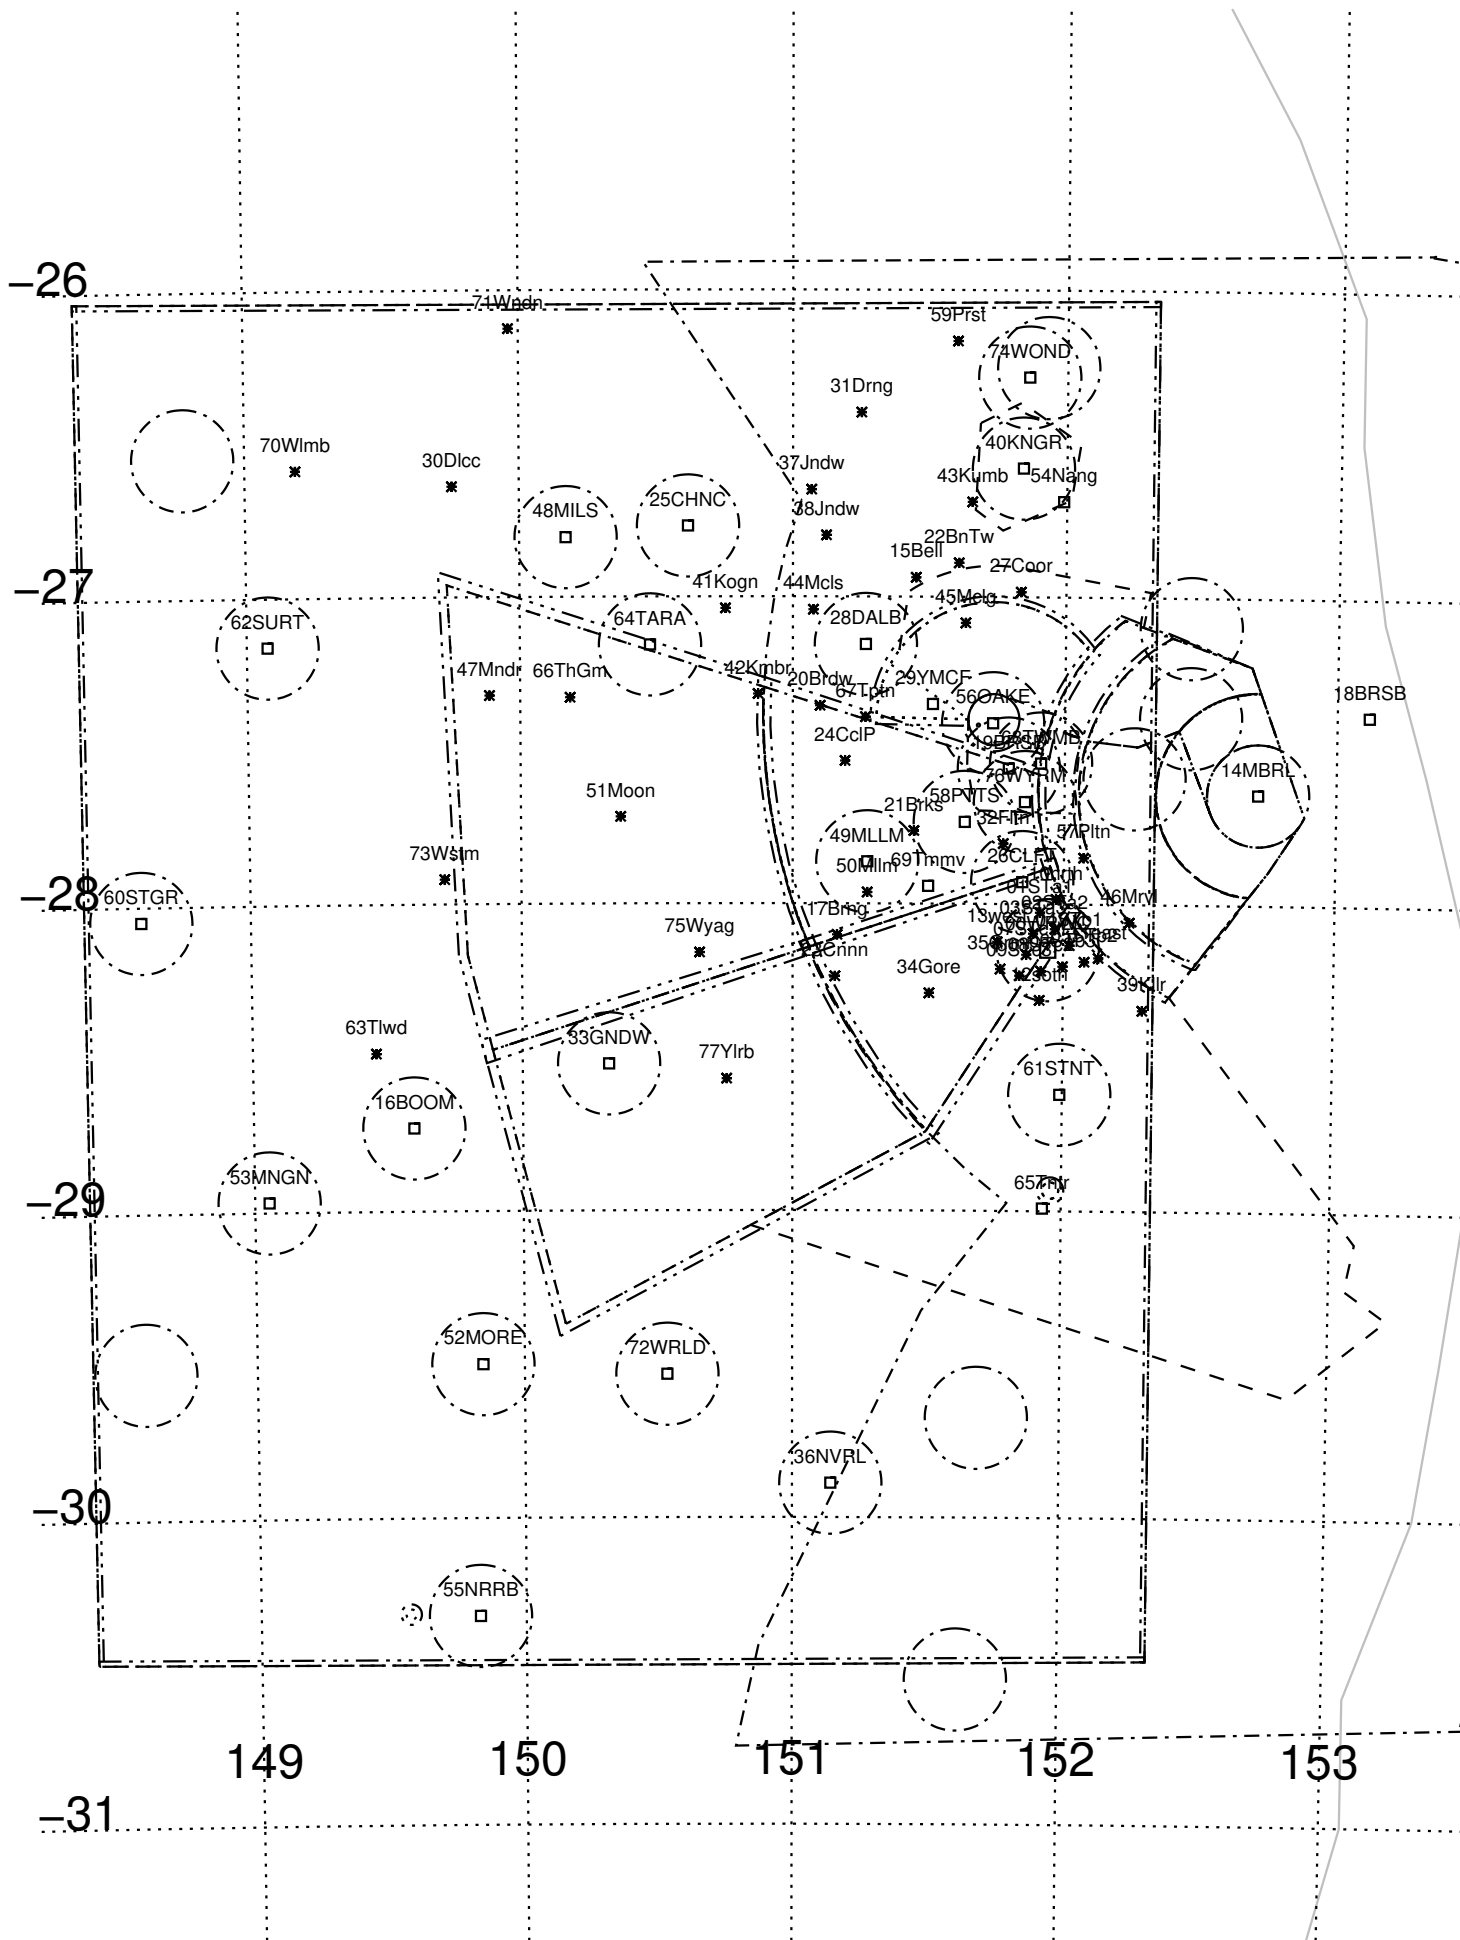 −26
71Wndn
59Prst
74WOND
31Drng
40KNGR
70Wlmb
30Dlcc
37Jndw
43Kumb
54Nang
48MILS
25CHNC
38Jndw
22BnTw
15Bell
27Coor
−27
41Kogn
44Mcls
45Mclg
62SURT
64TARA
28DALB
47Mndr
66ThGm
42Kmbr
20Brdw
67Tptn
29YMCF
56OAKE
18BRSB
24CclP
14MBRL
76WYRM
51Moon
21Brks
58PTTS
32Fltn
49MLLM
57Pltn
73Wstm
50Mllm
69Tmmv
26CLFT
−28
60STGR
46Mrvl
17Brng
75Wyag
23Cnnn
34Gore
39Kllr
63Tlwd
33GNDW
77Ylrb
61STNT
16BOOM
−29
53MNGN
65Tntr
52MORE
72WRLD
36NVRL
−30
55NRRB
149
150
151
152
153
−31